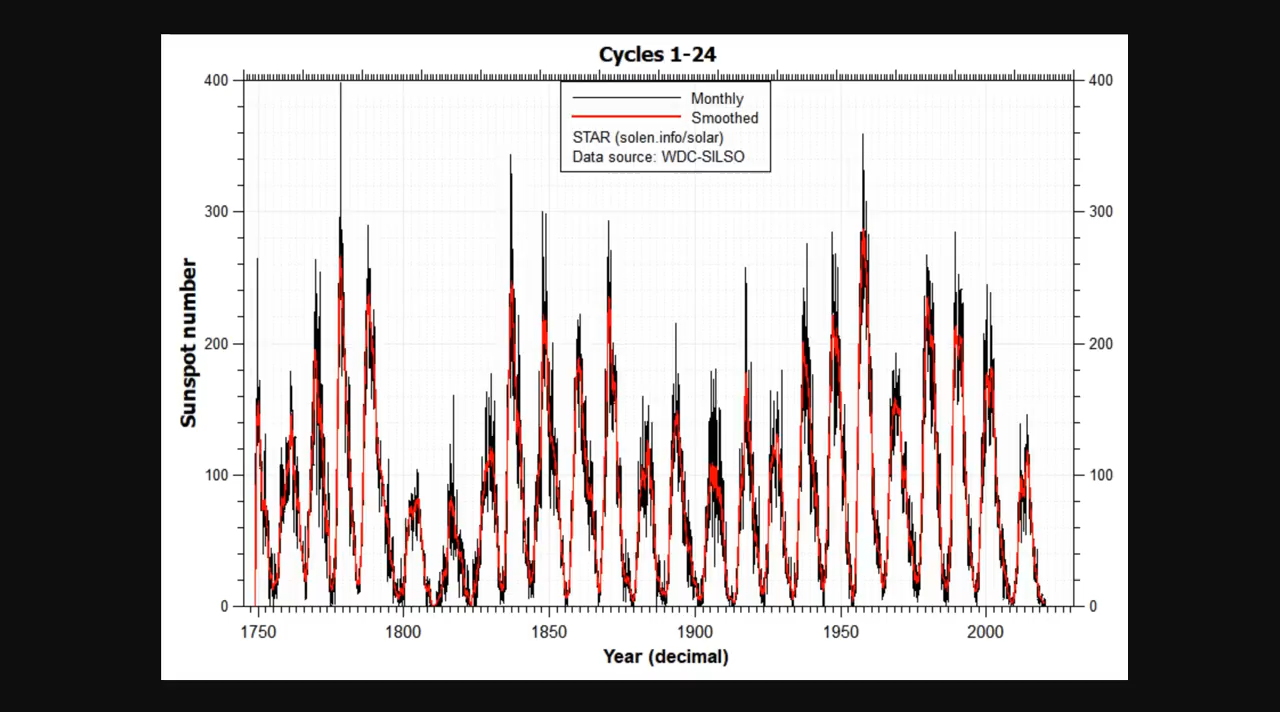 Cycles 1-24
400
400
Monthly
Smoothed
STAR (solen.info/solar)
Data source: WDC-SILSO
300
300
Sunspot number
200
200
100
100
0
0
1750 1800 1850 1900 1950 2000
Year (decimal)